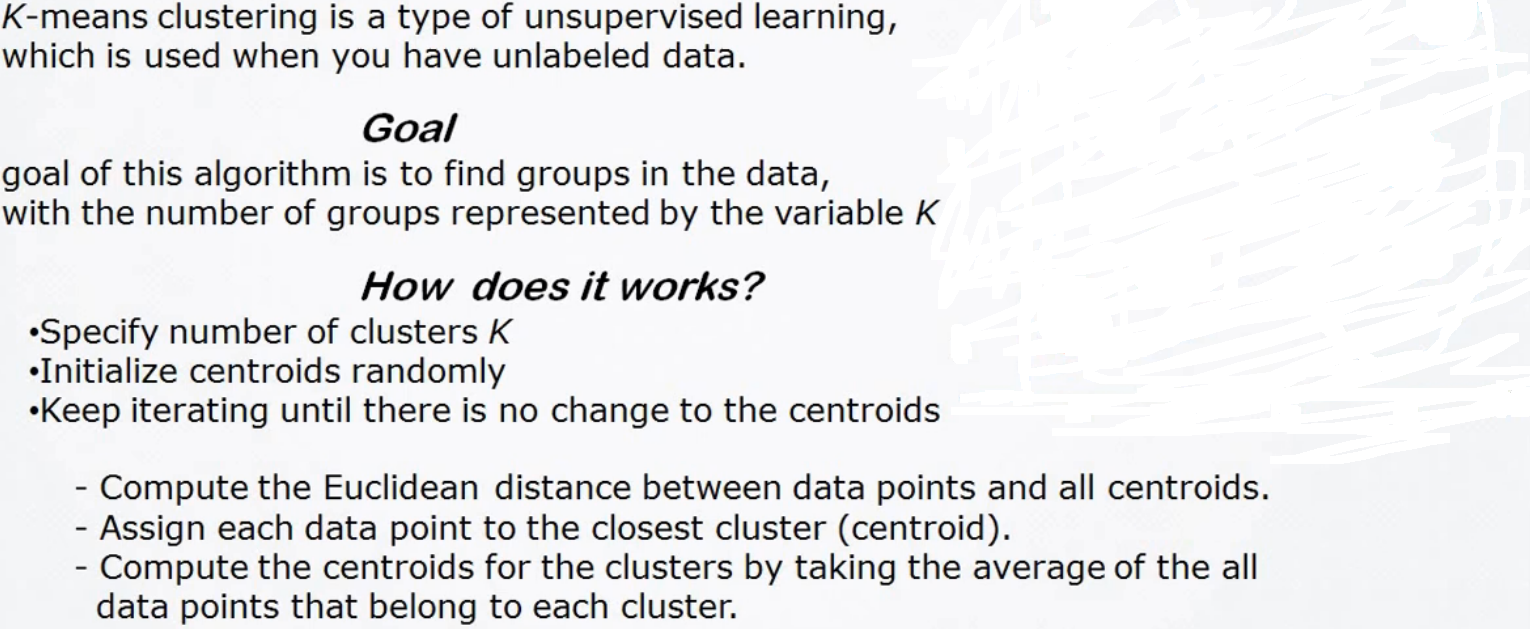 K-means clustering is a type of unsupervised learning,
which is used when you have unlabeled data.
Goal
goal of this algorithm is to find groups in the data,
with the number of groups represented by the variable K
How does it works?
•Specify number of clusters K
•Initialize centroids randomly
•Keep iterating until there is no change to the centroids
- Compute the Euclidean distance between data points and all centroids.
- Assign each data point to the closest cluster (centroid).
- Compute the centroids for the clusters by taking the average of the all
data points that belong to each cluster.